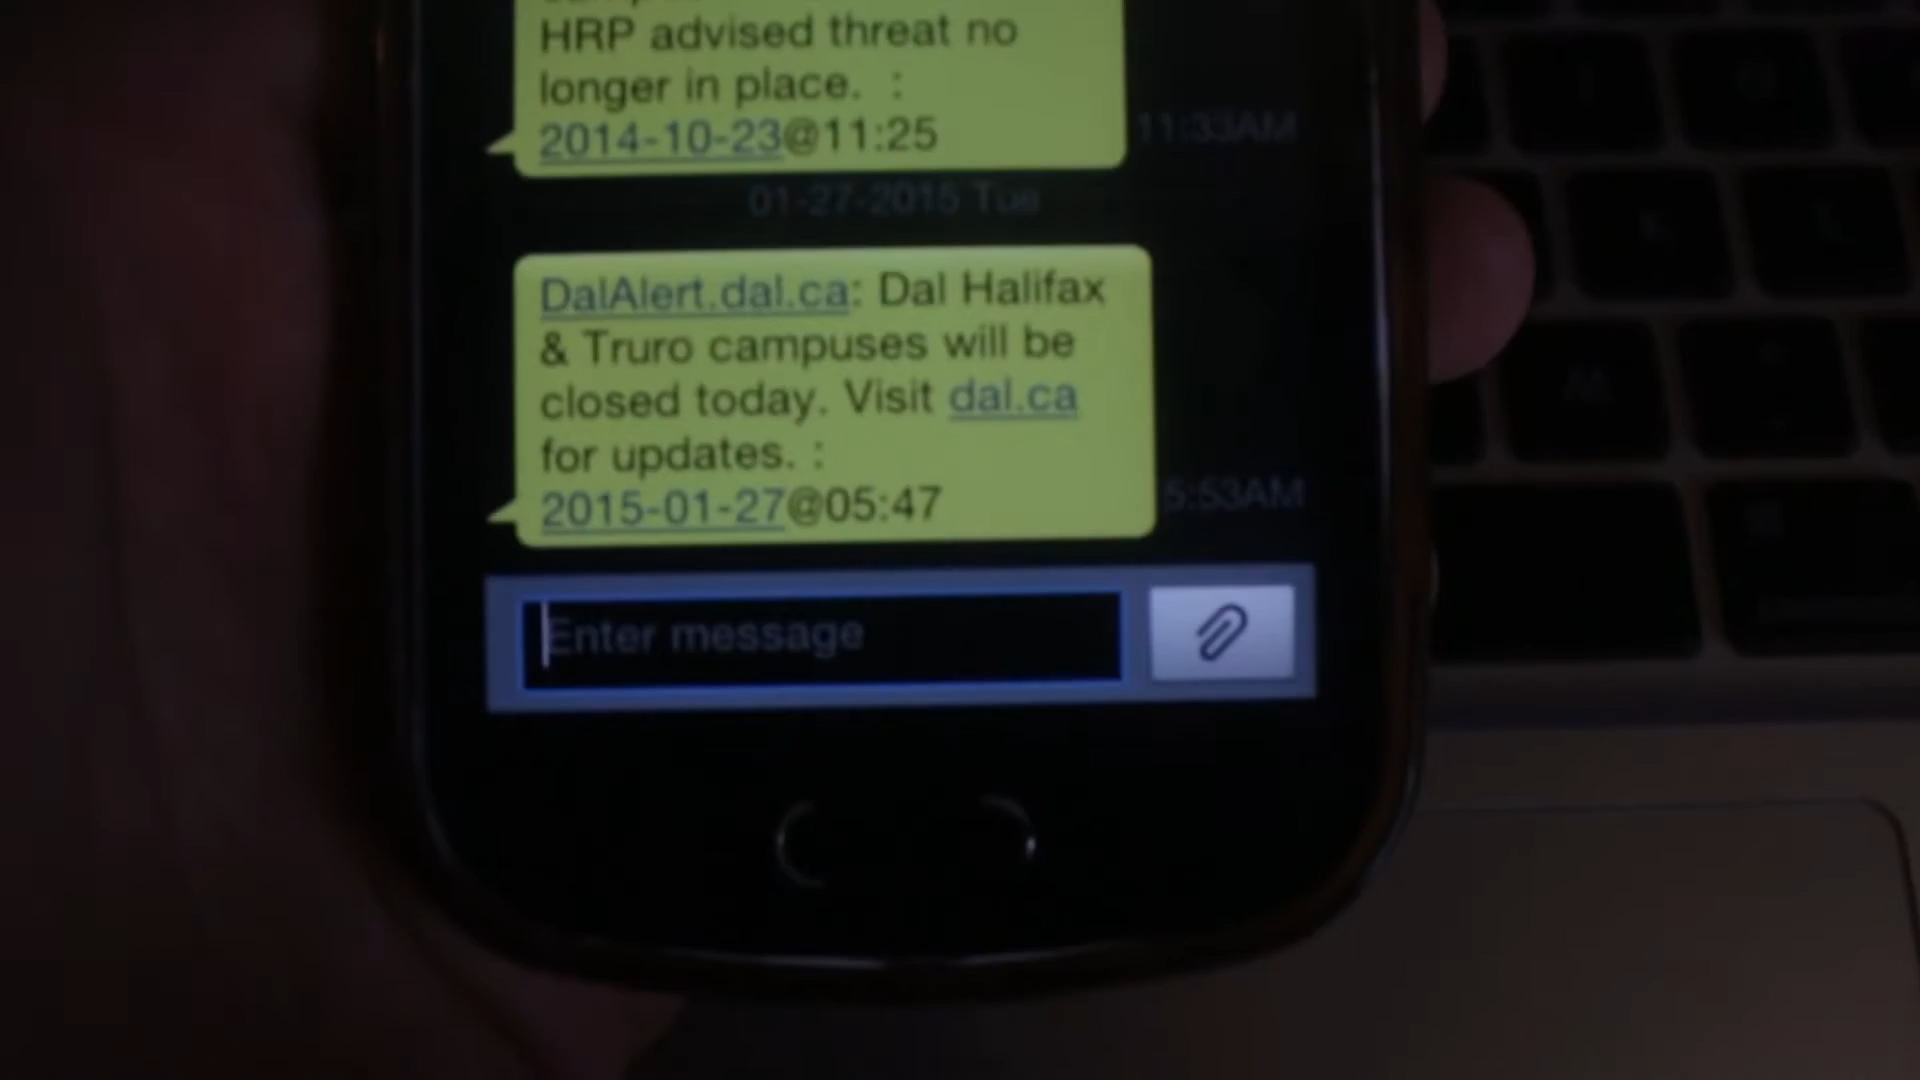 HRP advised threat no
longer in place. :
2014-10-23@11:25
11:33AM
01-27-2015 Tue
DalAlert.dal.ca: Dal Halifax
& Truro campuses will be
closed today. Visit dal.ca
for updates. :
2015-01-27@05:47
5:53AM
Enter message